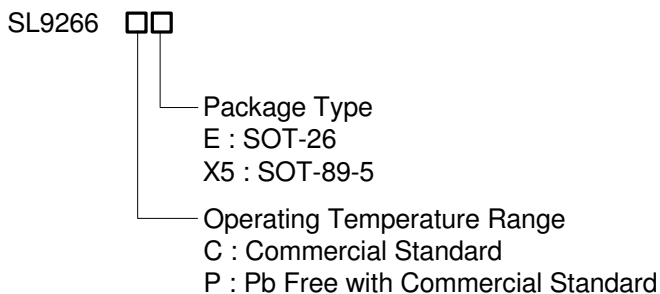 SL9266 □□
Package Type
E : SOT-26
X5 : SOT-89-5
Operating Temperature Range
C : Commercial Standard
P : Pb Free with Commercial Standard